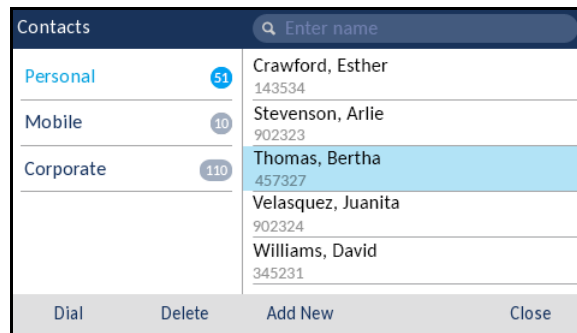 Contacts
Enter name
Personal 51
Mobile 10
Corporate 110
Crawford, Esther
143534
Stevenson, Arlie
902323
Thomas, Bertha
457327
Velasquez, Juanita
902324
Williams, David
345231
Dial Delete Add New Close